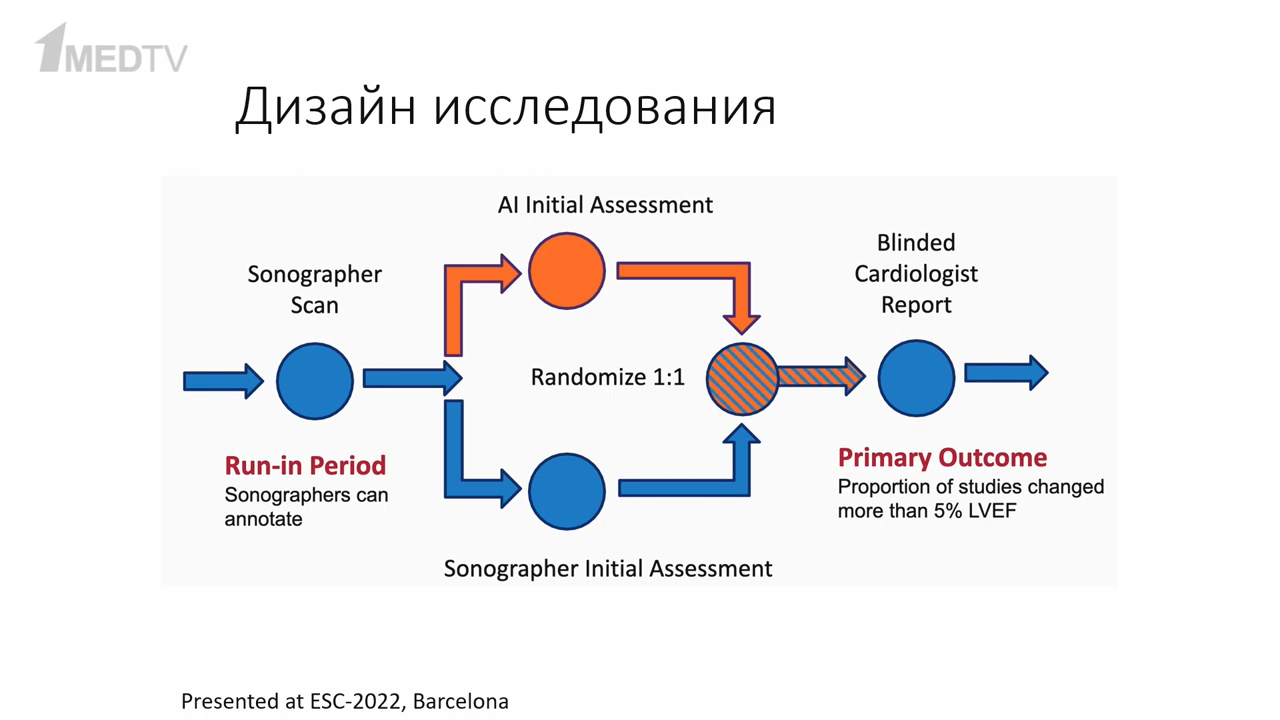 1MEDTV
Дизайн исследования
AI Initial Assessment
Sonographer
Scan
Blinded
Cardiologist
Report
Randomize 1:1
Run-in Period
Sonographers can
annotate
Primary Outcome
Proportion of studies changed
more than 5% LVEF
Sonographer Initial Assessment
Presented at ESC-2022, Barcelona